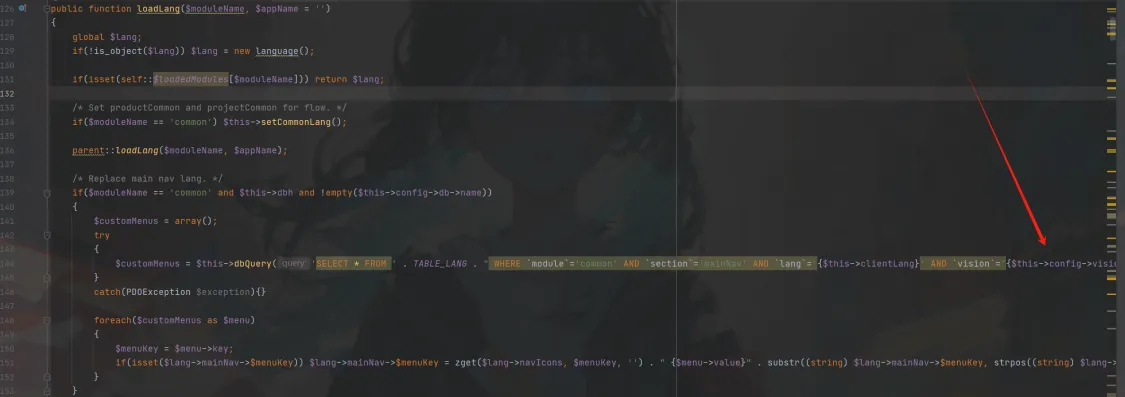 126 public function loadLang($moduleName, $appName = '')
127 {
128 global $lang;
129 if(!is_object($lang)) $lang = new language();
130
131 if(isset(self::$loadedModules[$moduleName])) return $lang;
132
133 /* Set productCommon and projectCommon for flow. */
134 if($moduleName == 'common') $this->setCommonLang();
135
136 parent::loadLang($moduleName, $appName);
137
138 /* Replace main nav lang. */
139 if($moduleName == 'common' and $this->dbh and !empty($this->config->db->name))
140 {
141 $customMenus = array();
142 try
143 {
144 $customMenus = $this->dbQuery( query: 'SELECT * FROM ' . TABLE_LANG . " WHERE `module`='common' AND `section`='mainNav' AND `lang`='{$this->clientLang}' AND `vision`='{$this->config->visi
145 }
146 catch(PDOException $exception){}
147
148 foreach($customMenus as $menu)
149 {
150 $menuKey = $menu->key;
151 if(isset($lang->mainNav->$menuKey)) $lang->mainNav->$menuKey = zget($lang->navIcons, $menuKey, '') . " {$menu->value}" . substr((string) $lang->mainNav->$menuKey, strpos((string) $lang->
152 }
153 }